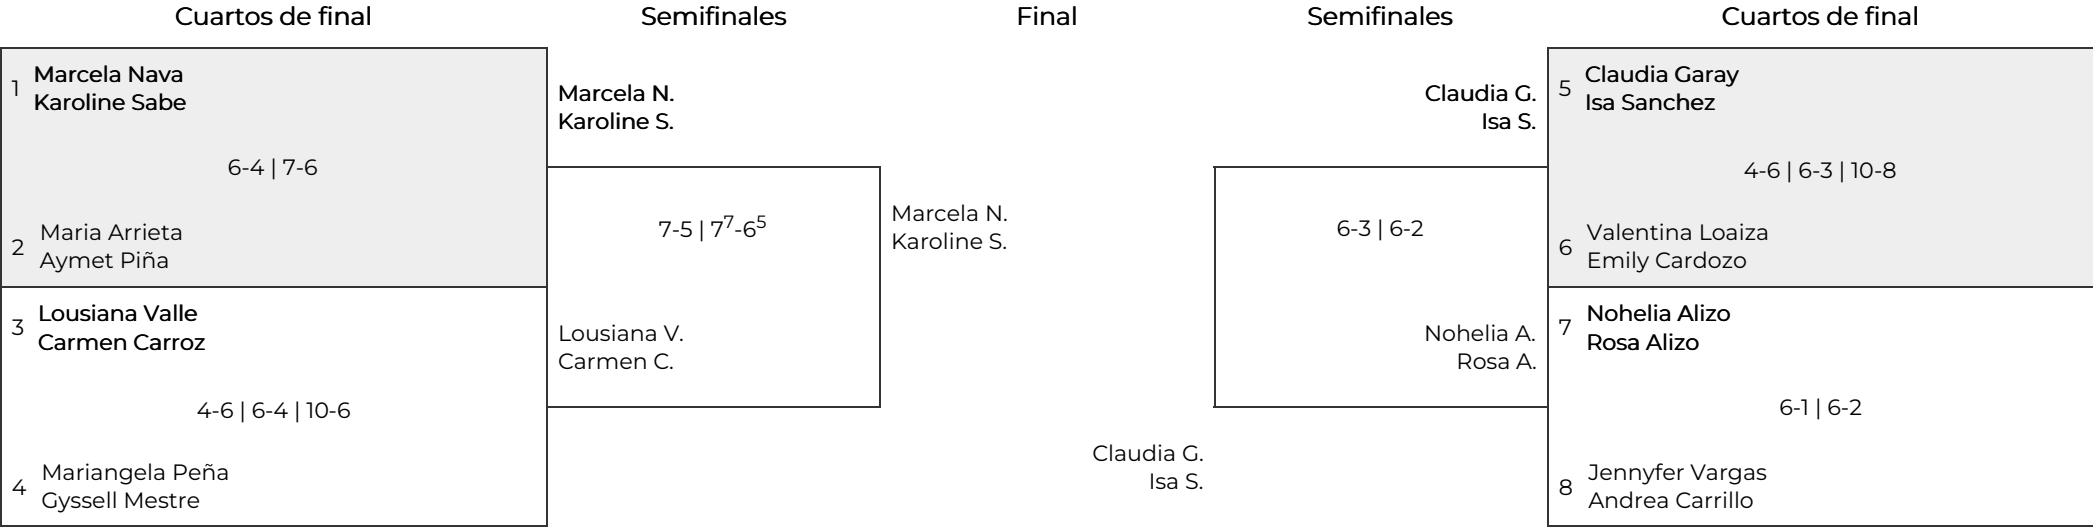 Cuartos de final
Semifinales
Final
Semifinales
Cuartos de final
1
Marcela Nava
Karoline Sabe
6-4 | 7-6
2
Maria Arrieta
Aymet Piña
3
Lousiana Valle
Carmen Carroz
4-6 | 6-4 | 10-6
4
Mariangela Peña
Gyssell Mestre
Marcela N.
Karoline S.
7-5 | 7⁷-6⁵
Lousiana V.
Carmen C.
Marcela N.
Karoline S.
Claudia G.
Isa S.
Claudia G.
Isa S.
6-3 | 6-2
Nohelia A.
Rosa A.
5
Claudia Garay
Isa Sanchez
4-6 | 6-3 | 10-8
6
Valentina Loaiza
Emily Cardozo
7
Nohelia Alizo
Rosa Alizo
6-1 | 6-2
8
Jennyfer Vargas
Andrea Carrillo